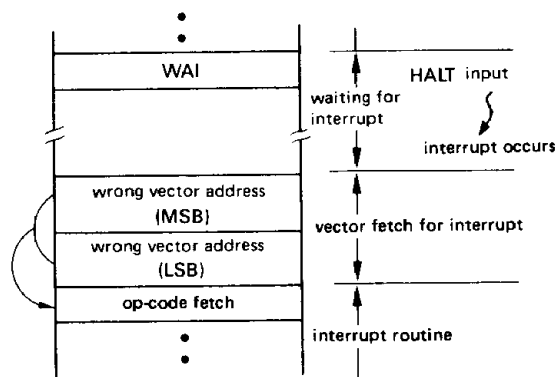 WAI
waiting for
interrupt
HALT input
interrupt occurs
wrong vector address
(MSB)
wrong vector address
(LSB)
vector fetch for interrupt
op-code fetch
interrupt routine